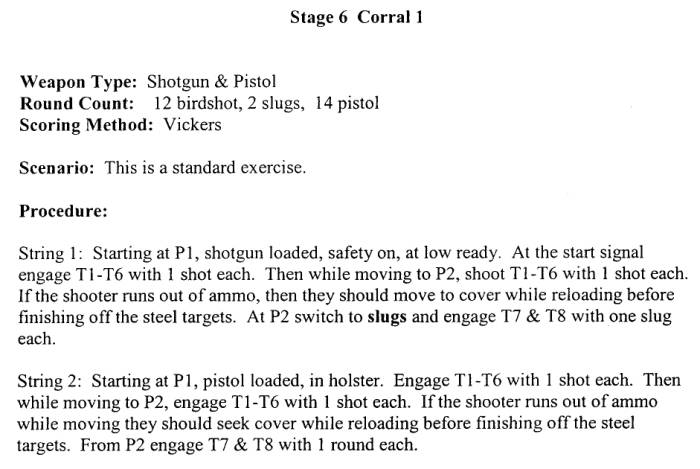 Stage 6 Corral 1
Weapon Type: Shotgun & Pistol
Round Count: 12 birdshot, 2 slugs, 14 pistol
Scoring Method: Vickers
Scenario: This is a standard exercise.
Procedure:
String 1: Starting at P1, shotgun loaded, safety on, at low ready. At the start signal
engage T1-T6 with 1 shot each. Then while moving to P2, shoot T1-T6 with 1 shot each.
If the shooter runs out of ammo, then they should move to cover while reloading before
finishing off the steel targets. At P2 switch to slugs and engage T7 & T8 with one slug
each.
String 2: Starting at P1, pistol loaded, in holster. Engage T1-T6 with 1 shot each. Then
while moving to P2, engage T1-T6 with 1 shot each. If the shooter runs out of ammo
while moving they should seek cover while reloading before finishing off the steel
targets. From P2 engage T7 & T8 with 1 round each.